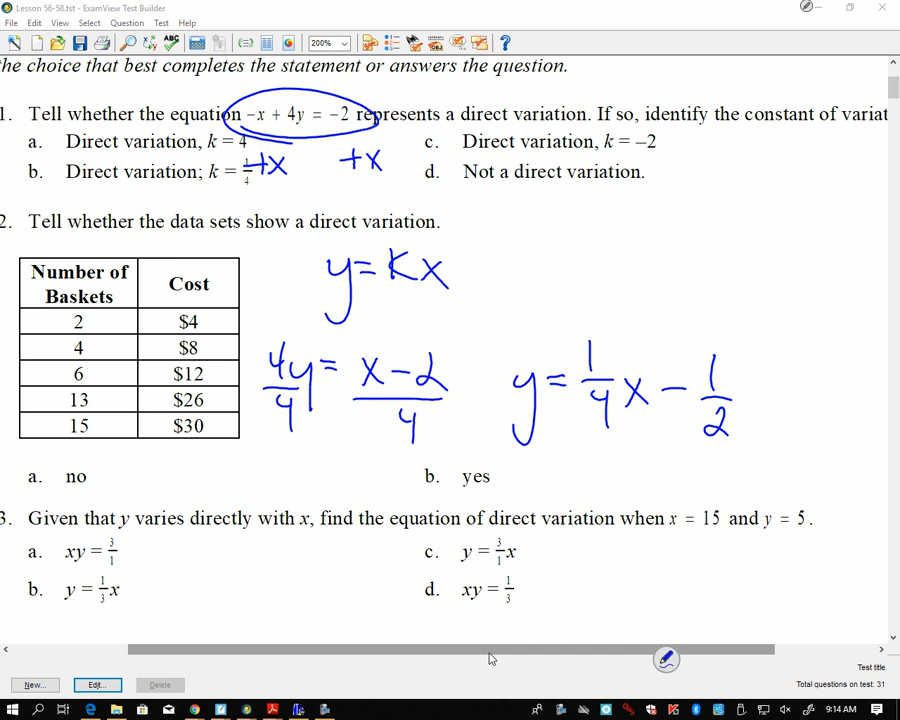 Lesson 56-58.tst - ExamView Test Builder
File Edit View Select Question Test Help
200%
the choice that best completes the statement or answers the question.
1. Tell whether the equation −x + 4y = −2 represents a direct variation. If so, identify the constant of variat
a. Direct variation, k = 4
c. Direct variation, k = –2
+x +x
b. Direct variation; k = 1/4
d. Not a direct variation.
2. Tell whether the data sets show a direct variation.
Number of Baskets Cost
2 $4
4 $8
6 $12
13 $26
15 $30
y = kx
4y/4 = x − 2/4
y = 1/4 x − 1/2
a. no
b. yes
3. Given that y varies directly with x, find the equation of direct variation when x = 15 and y = 5.
a. xy = 3/1
c. y = 3/1 x
b. y = 1/3 x
d. xy = 1/3
Test title
New... Edit... Delete
Total questions on test: 31
9:14 AM